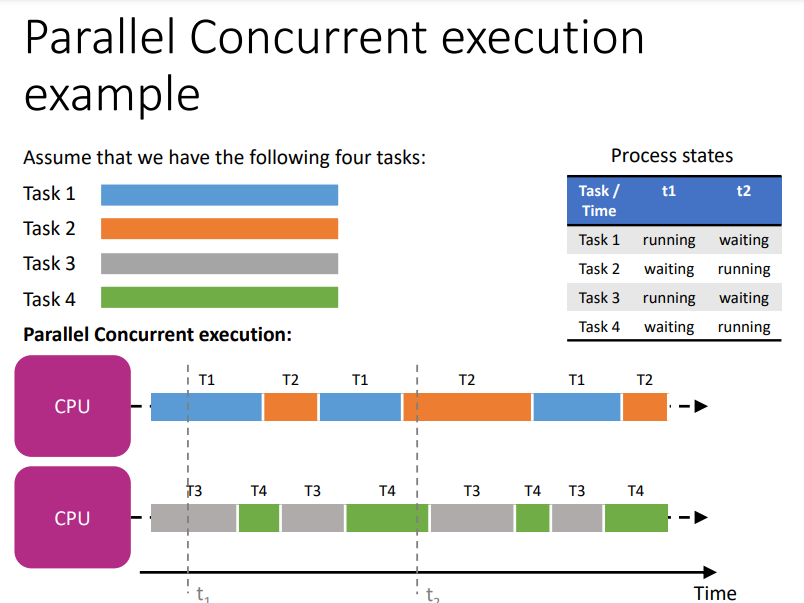 Parallel Concurrent execution
example
Assume that we have the following four tasks:
Task 1
Task 2
Task 3
Task 4
Process states
Task / Time t1 t2
Task 1 running waiting
Task 2 waiting running
Task 3 running waiting
Task 4 waiting running
Parallel Concurrent execution:
CPU
T1 T2 T1 T2 T1 T2
CPU
T3 T4 T3 T4 T3 T4 T3 T4
t1 t2
Time